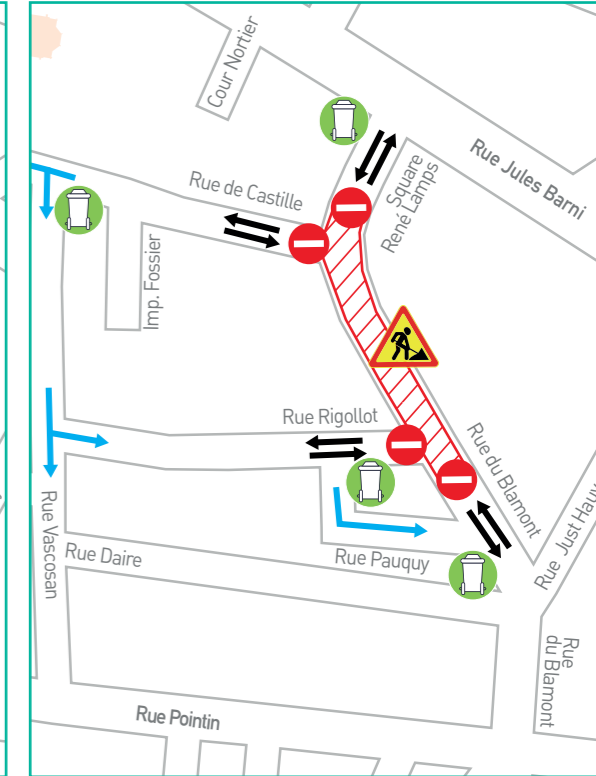 Cour Nortier
Rue Jules Barni
Square
René Lamps
Rue de Castille
Imp. Fossier
Rue Rigollot
Rue du Blamont
Rue Just Hauy
Rue Vascosan
Rue Daire
Rue Pauquy
Rue
du Blamont
Rue Pointin